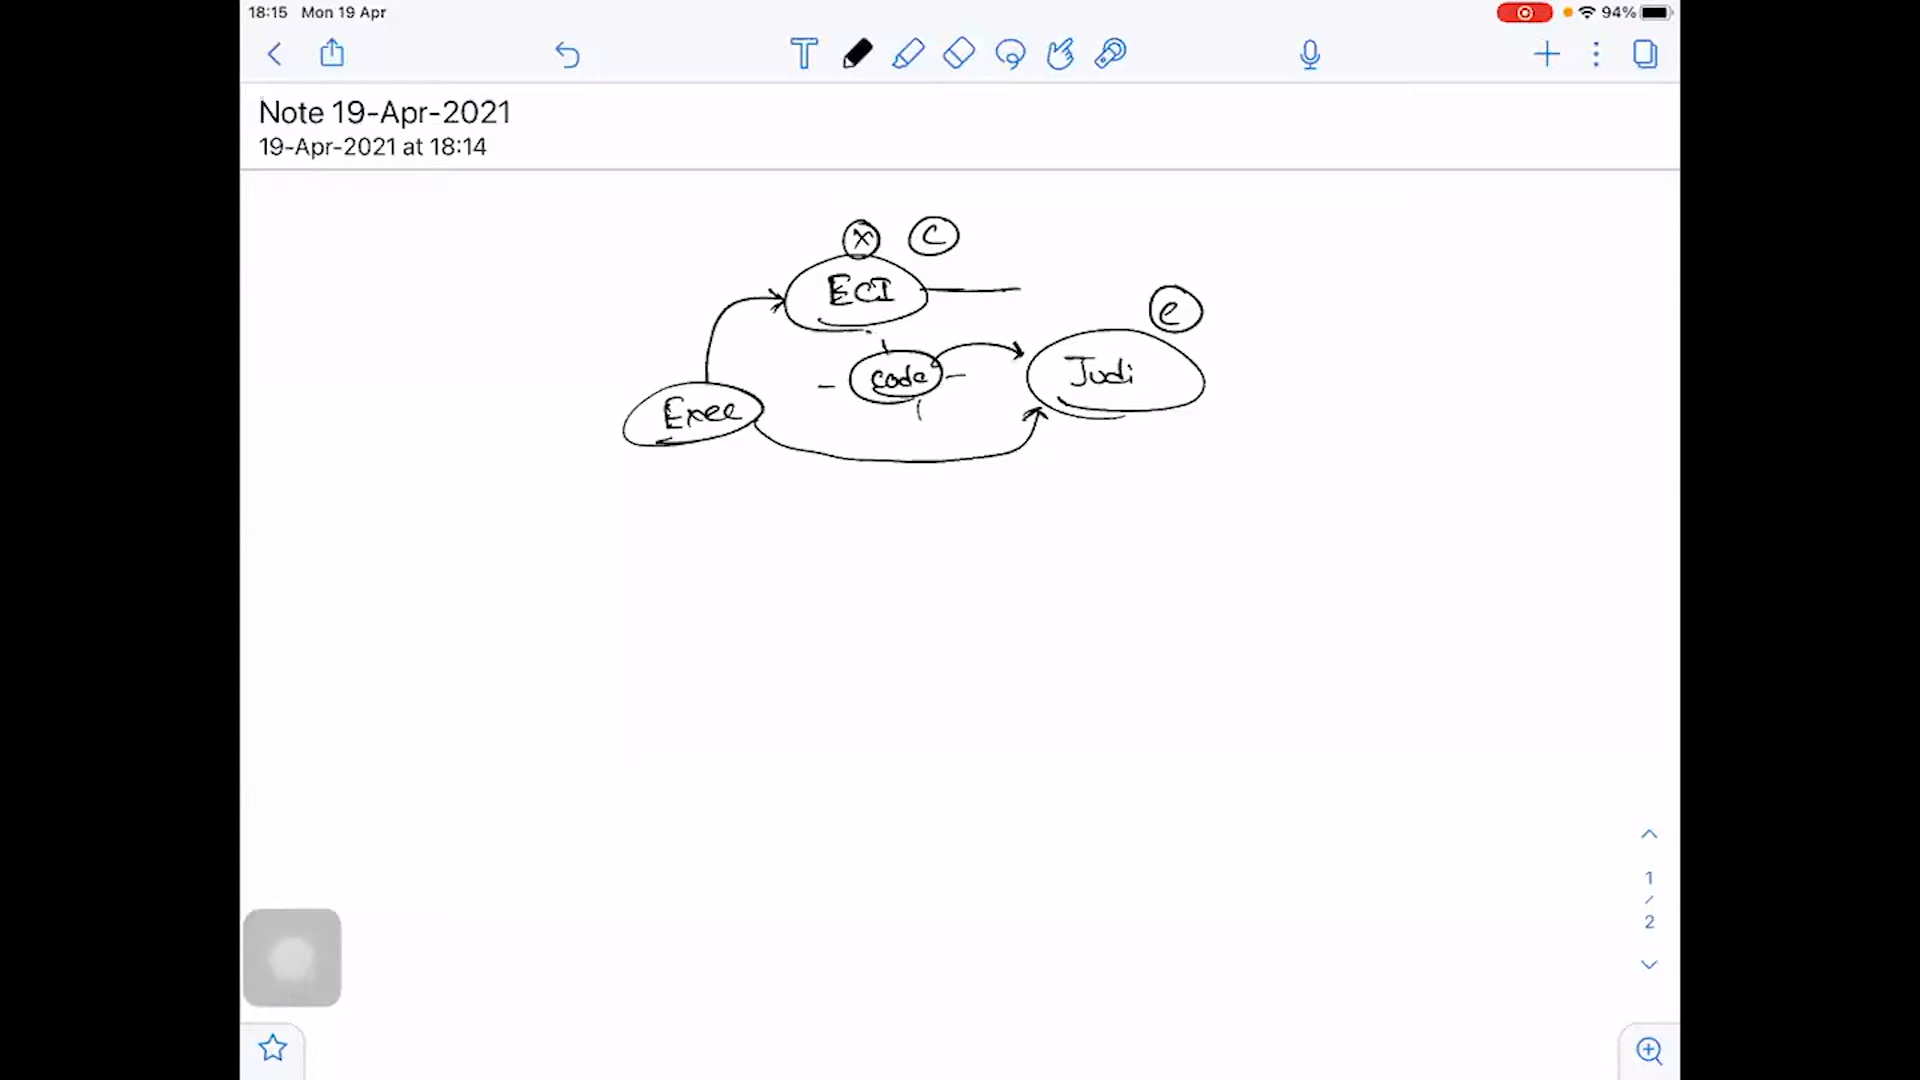 18:15 Mon 19 Apr
94%
T
Note 19-Apr-2021
19-Apr-2021 at 18:14
X C
ECI
e
code
Judi
Exec
1
/
2